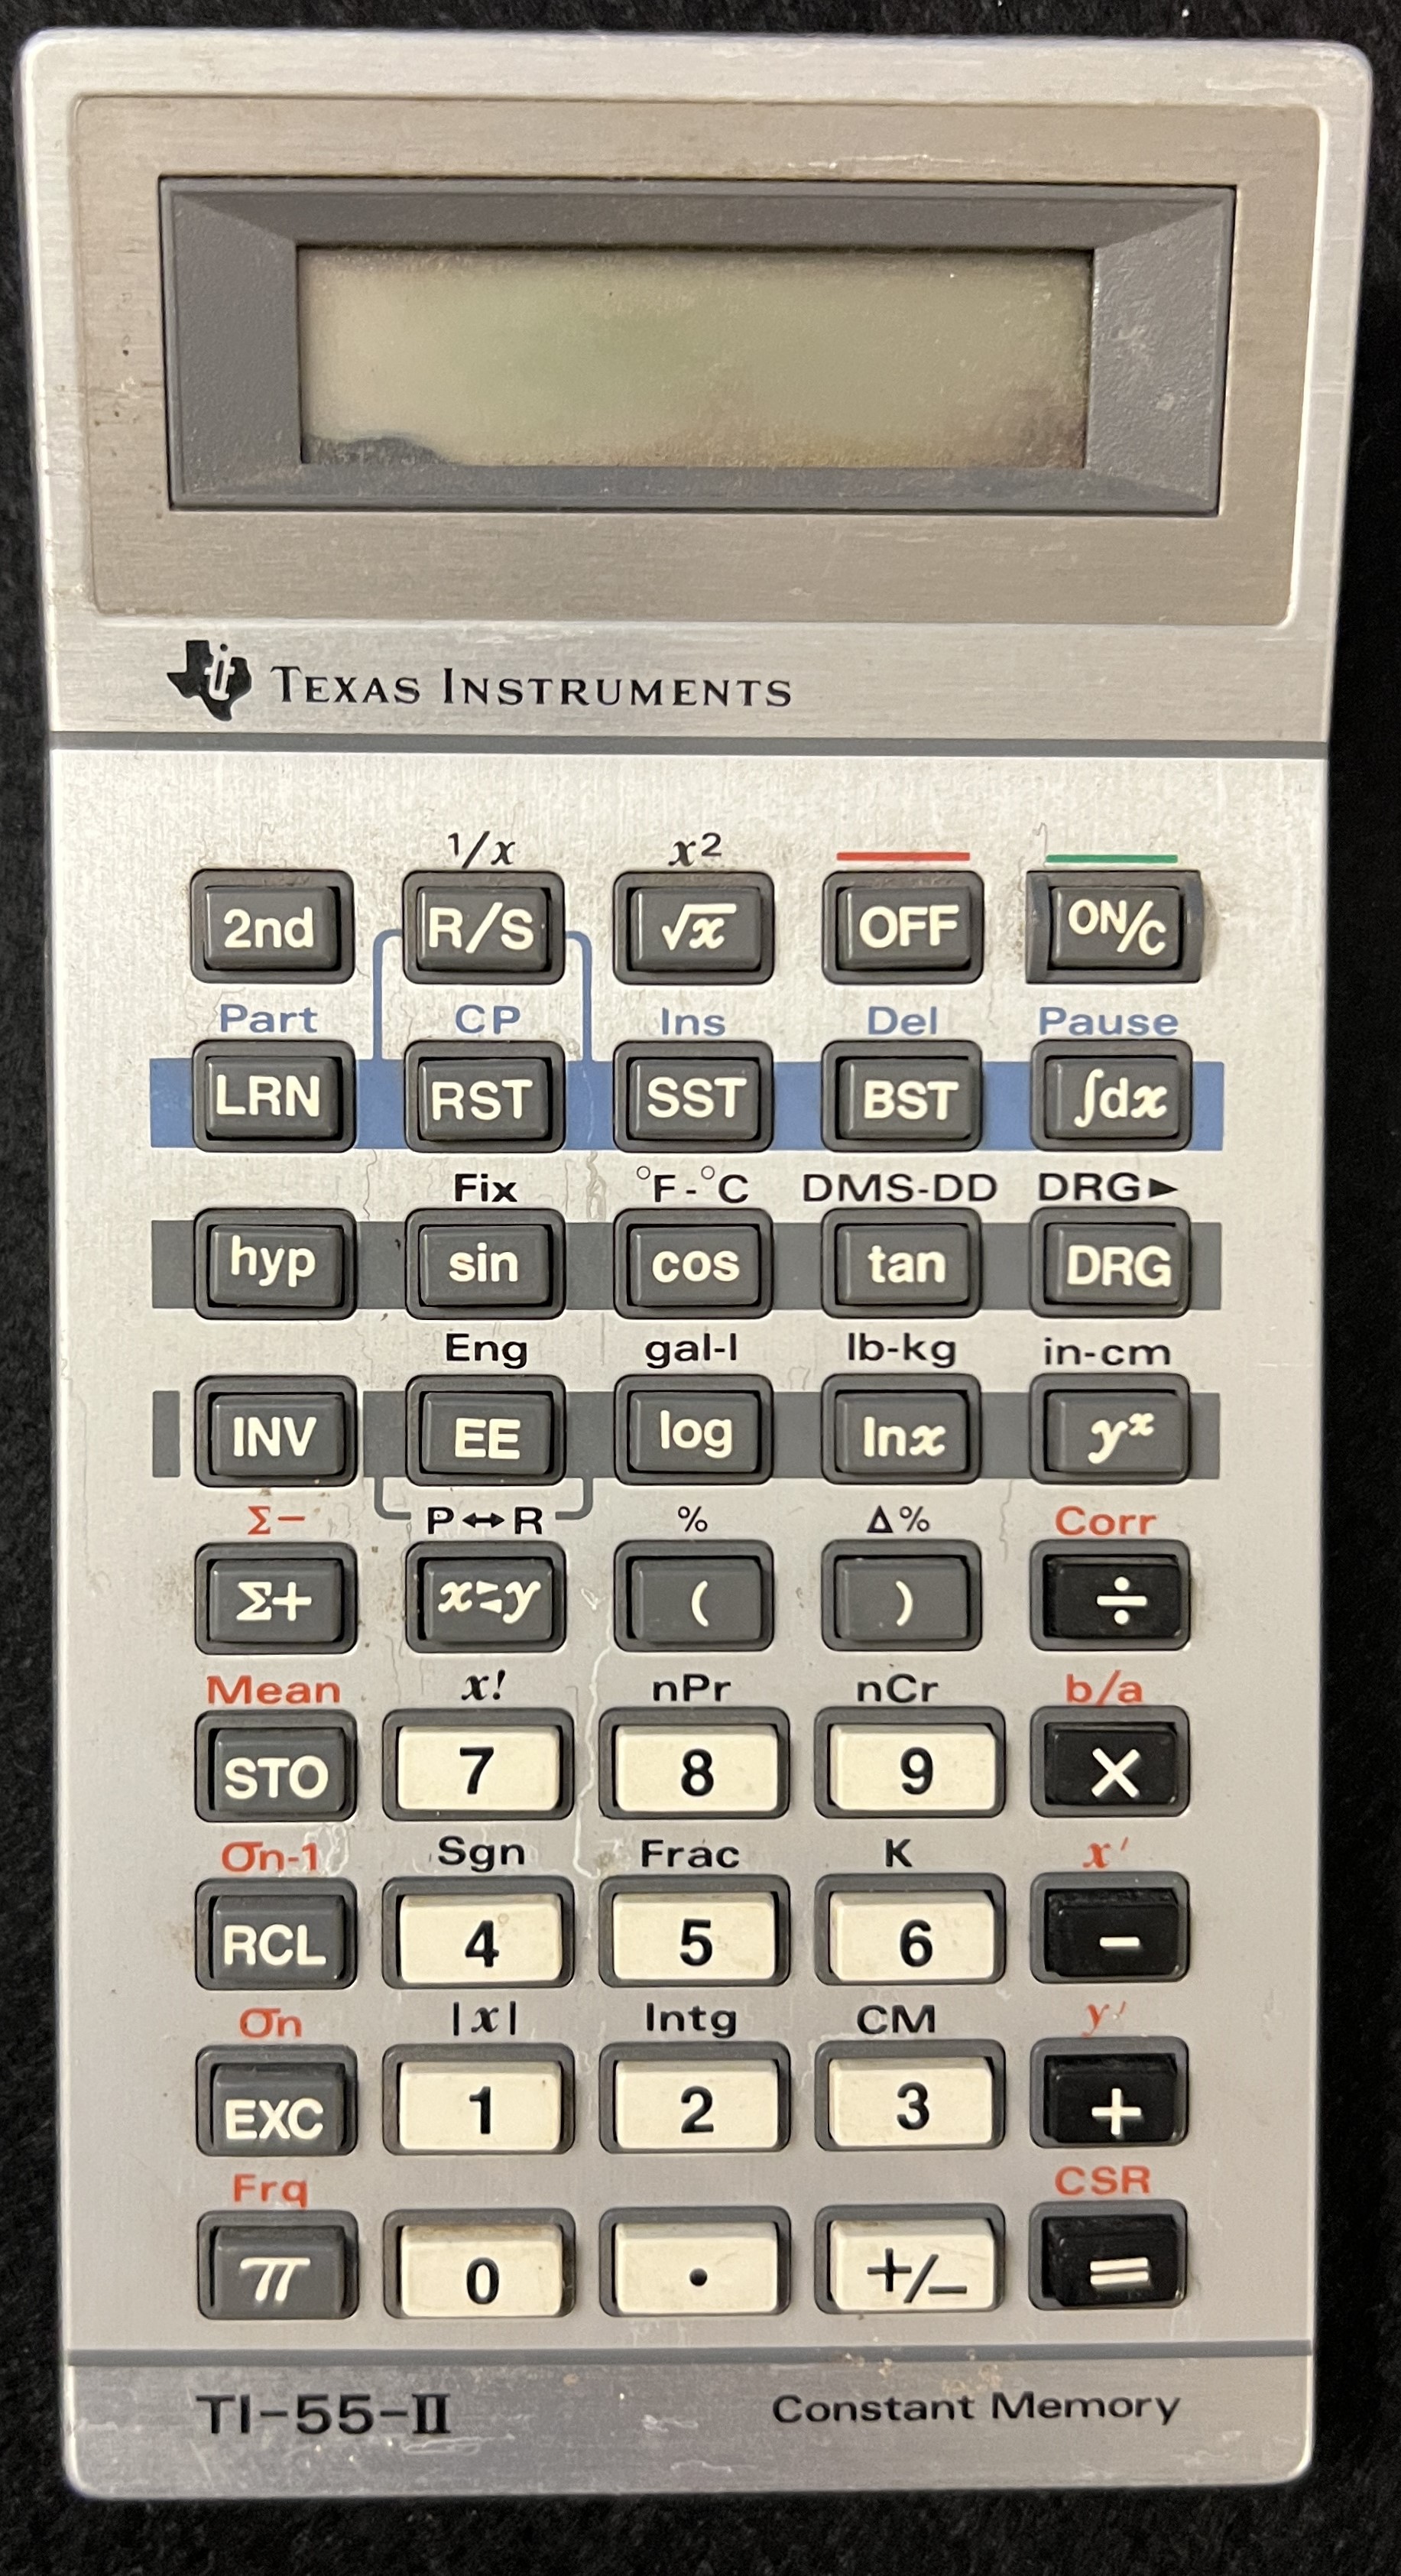 TEXAS INSTRUMENTS
1/x x²
2nd R/S √x OFF ON/C
Part CP Ins Del Pause
LRN RST SST BST ∫dx
Fix °F-°C DMS-DD DRG►
hyp sin cos tan DRG
Eng gal-l lb-kg in-cm
INV EE log lnx yˣ
Σ− P↔R % Δ% Corr
Σ+ x⇄y ( ) ÷
Mean x! nPr nCr b/a
STO 7 8 9 ×
σn-1 Sgn Frac K x′
RCL 4 5 6 −
σn |x| Intg CM y′
EXC 1 2 3 +
Frq CSR
π 0 . +/− =
TI-55-II Constant Memory